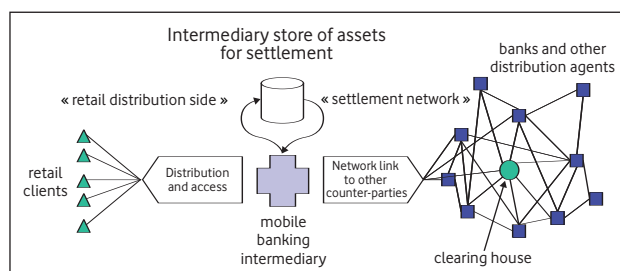 Intermediary store of assets
for settlement
banks and other
distribution agents
« retail distribution side »
« settlement network »
retail
clients
Distribution
and access
mobile
banking
intermediary
Network link
to other
counter-parties
clearing house